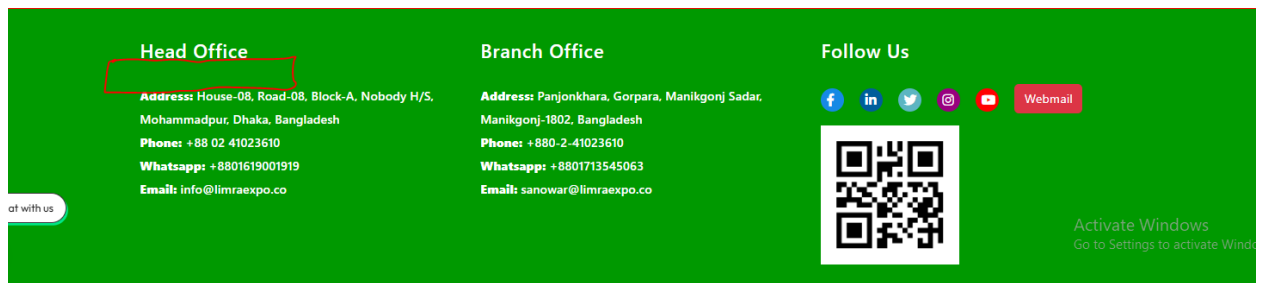 Head Office
Address: House-08, Road-08, Block-A, Nobody H/S,
Mohammadpur, Dhaka, Bangladesh
Phone: +88 02 41023610
Whatsapp: +8801619001919
Email: info@limraexpo.co
Branch Office
Address: Panjonkhara, Gorpara, Manikgonj Sadar,
Manikgonj-1802, Bangladesh
Phone: +880-2-41023610
Whatsapp: +8801713545063
Email: sanowar@limraexpo.co
Follow Us
Webmail
at with us
Activate Windows
Go to Settings to activate Windo